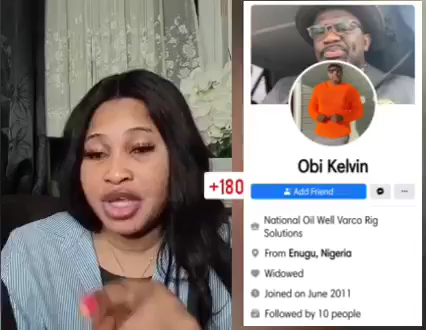 +180
Obi Kelvin
Add Friend
National Oil Well Varco Rig
Solutions
From Enugu, Nigeria
Widowed
Joined on June 2011
Followed by 10 people